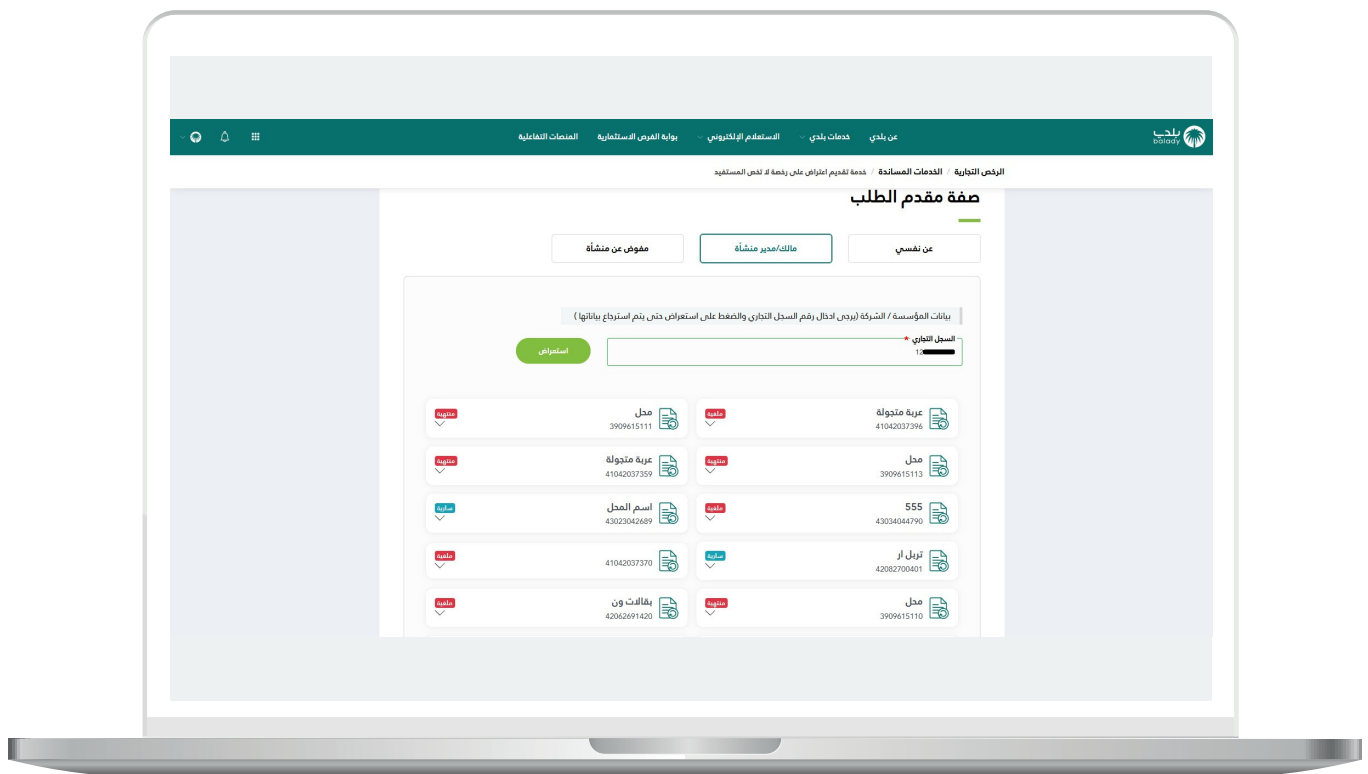 بلدي
balady
عن بلدي
خدمات بلدي
الاستعلام الإلكتروني
بوابة الفرص الاستثمارية
المنصات التفاعلية
الرخص التجارية / الخدمات المساندة / خدمة تقديم اعتراض على رخصة لا تخص المستفيد
صفة مقدم الطلب
عن نفسي
مالك/مدير منشأة
مفوض عن منشأة
بيانات المؤسسة / الشركة (يرجى ادخال رقم السجل التجاري والضغط على استعراض حتى يتم استرجاع بياناتها )
السجل التجاري *
12
استعراض
عربة متجولة
41042037396
ملغية
محل
3909615111
منتهية
محل
3909615113
منتهية
عربة متجولة
41042037359
منتهية
555
43034044790
ملغية
اسم المحل
43023042689
سارية
تربل ار
42082700401
سارية
41042037370
ملغية
محل
3909615110
منتهية
بقالات ون
42062691420
ملغية